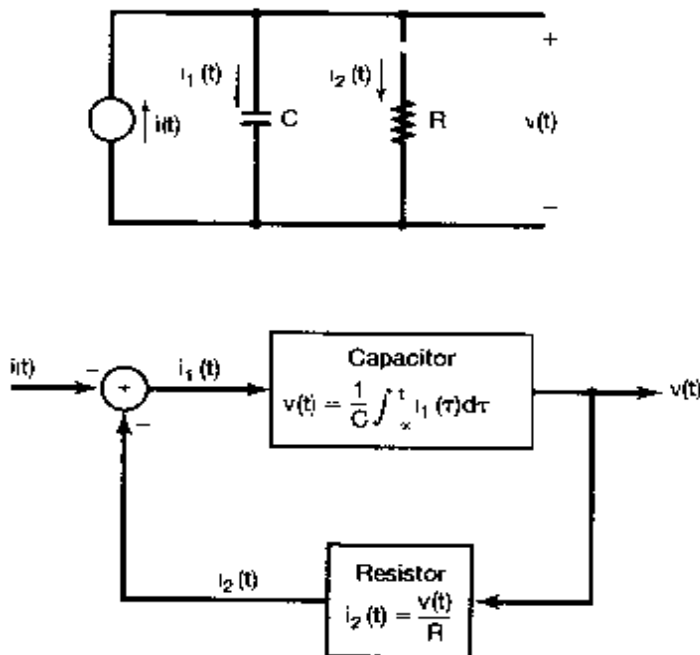 +
i₁(t)
i₂(t)
i(t)
C
R
v(t)
−
i(t)
−
+
i₁(t)
−
Capacitor
v(t) = 1/C ∫_∞^t i₁(τ)dτ
v(t)
i₂(t)
Resistor
i₂(t) = v(t)/R